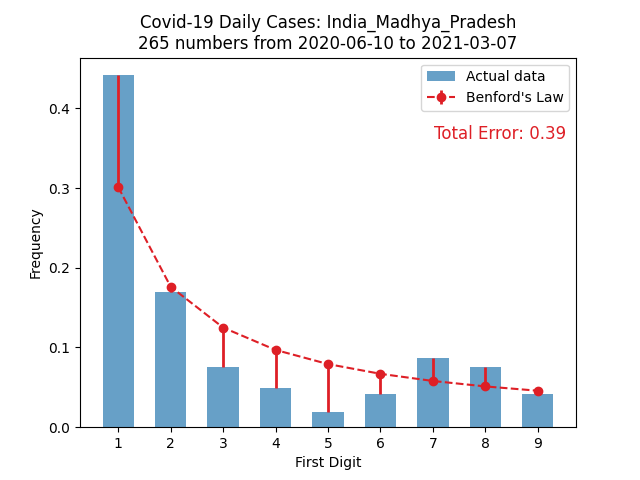 Covid-19 Daily Cases: India_Madhya_Pradesh
265 numbers from 2020-06-10 to 2021-03-07
Actual data
Benford's Law
Total Error: 0.39
Frequency
0.4
0.3
0.2
0.1
0.0
1 2 3 4 5 6 7 8 9
First Digit